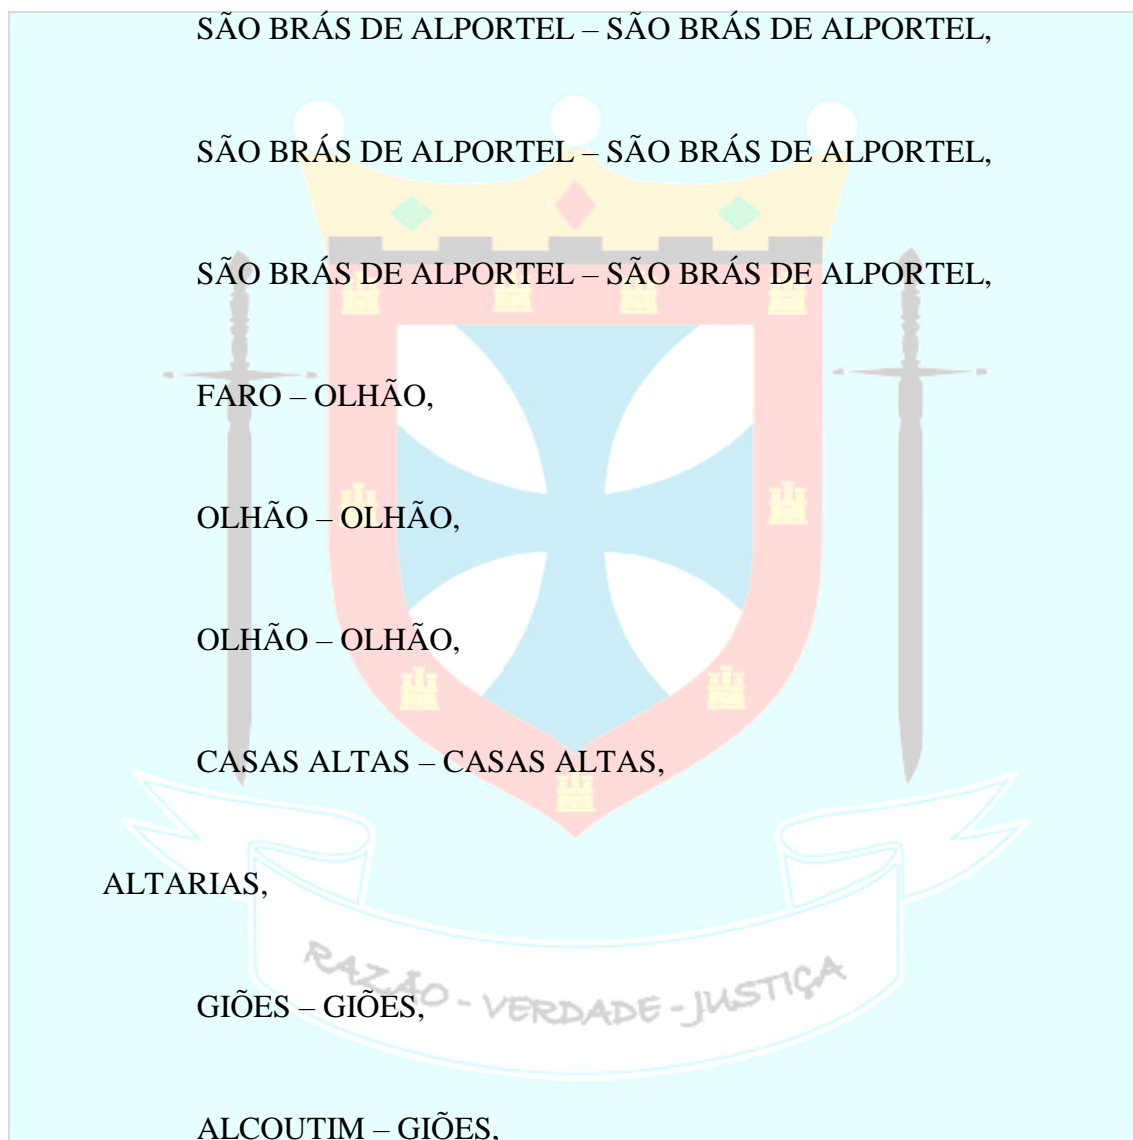 SÃO BRÁS DE ALPORTEL – SÃO BRÁS DE ALPORTEL,
SÃO BRÁS DE ALPORTEL – SÃO BRÁS DE ALPORTEL,
SÃO BRÁS DE ALPORTEL – SÃO BRÁS DE ALPORTEL,
FARO – OLHÃO,
OLHÃO – OLHÃO,
OLHÃO – OLHÃO,
CASAS ALTAS – CASAS ALTAS,
ALTARIAS,
RAZÃO - VERDADE - JUSTIÇA
GIÕES – GIÕES,
ALCOUTIM – GIÕES,